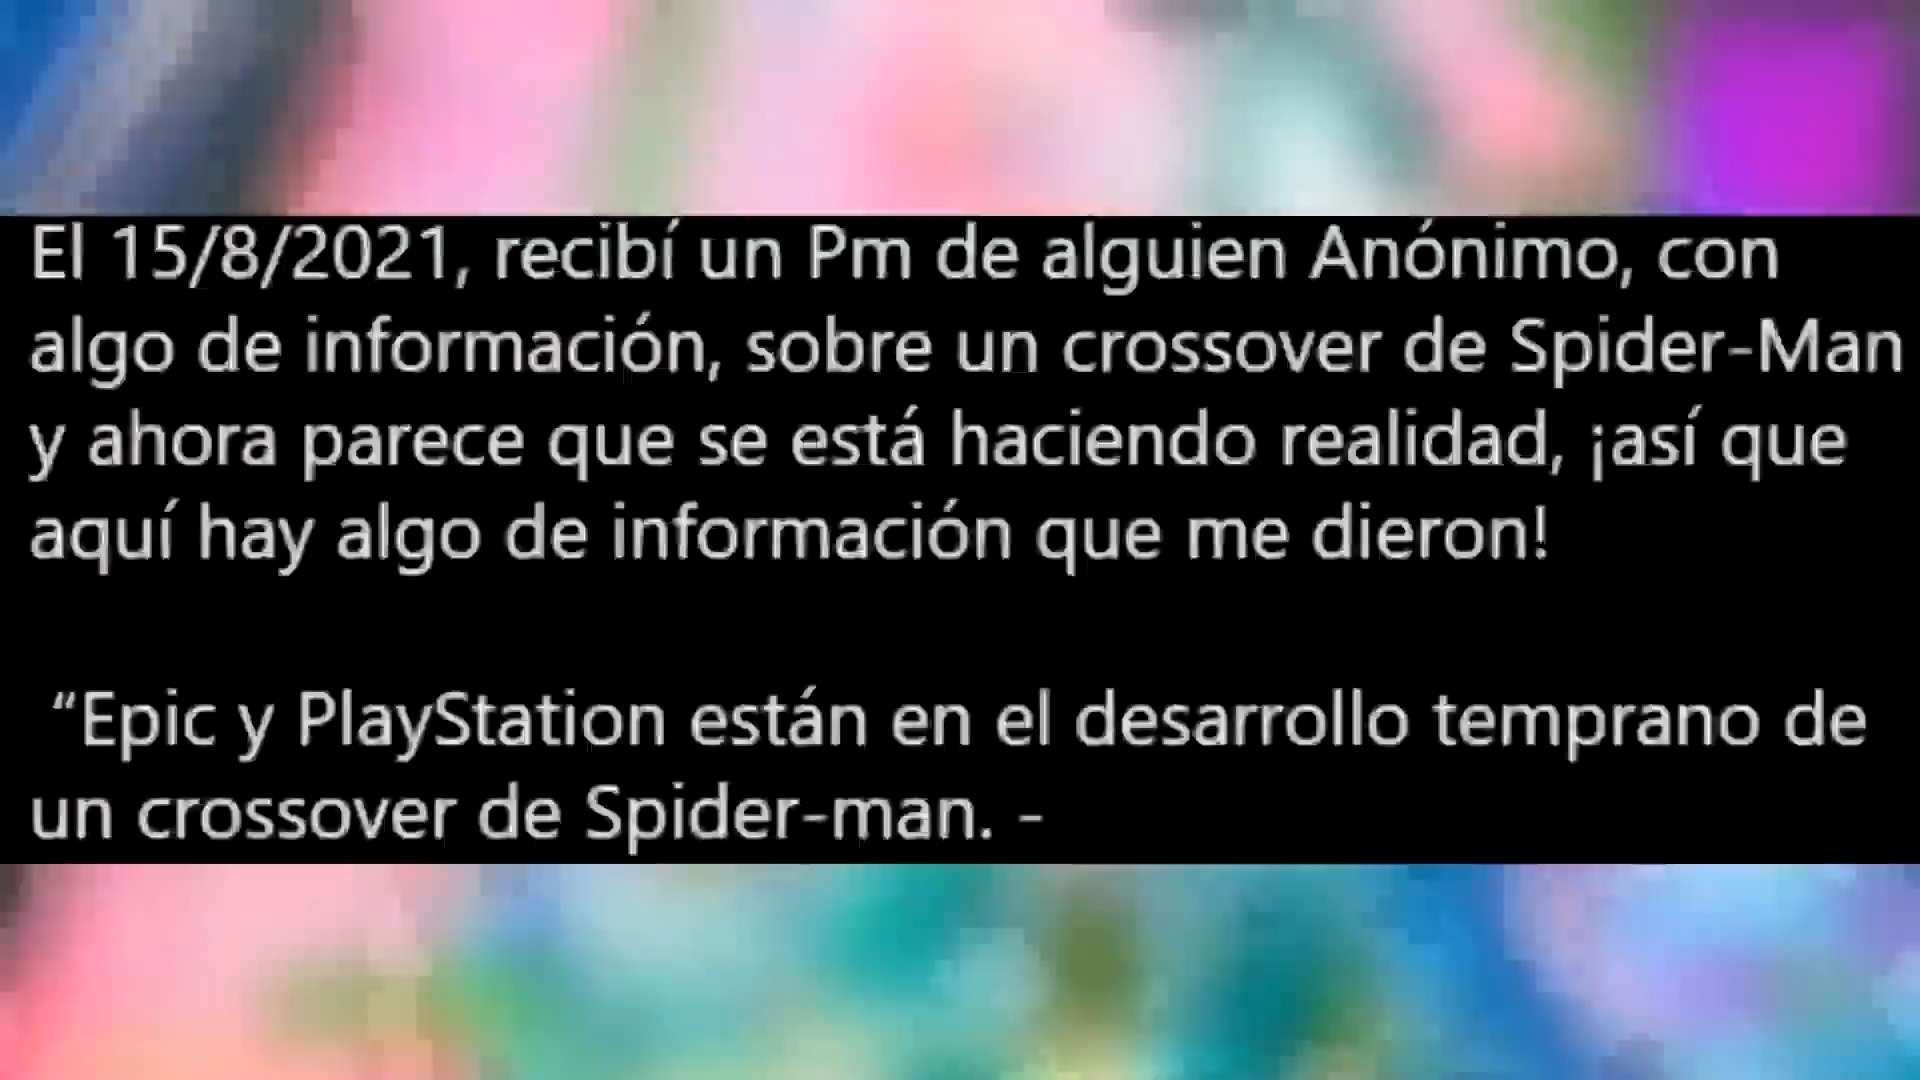 El 15/8/2021, recibí un Pm de alguien Anónimo, con
algo de información, sobre un crossover de Spider-Man
y ahora parece que se está haciendo realidad, ¡así que
aquí hay algo de información que me dieron!
“Epic y PlayStation están en el desarrollo temprano de
un crossover de Spider-man. -